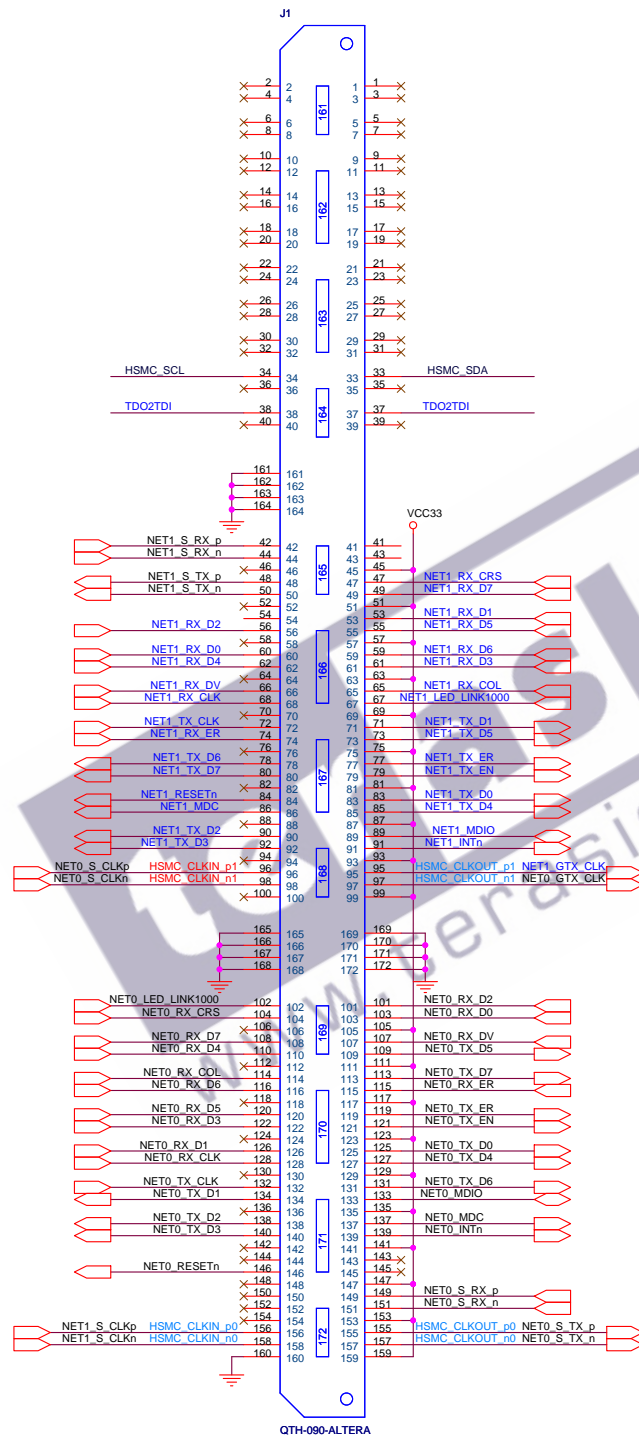 J1
2 2 1 1
4 4 3 3
161
6 6 5 5
8 8 7 7
10 10 9 9
12 12 11 11
14 14 13 13
16 16 15 15
162
18 18 17 17
20 20 19 19
22 22 21 21
24 24 23 23
26 26 25 25
28 28 27 27
163
30 30 29 29
32 32 31 31
HSMC_SCL 34 34 33 33 HSMC_SDA
36 36 35 35
TDO2TDI 38 38 164 37 37 TDO2TDI
40 40 39 39
161 161
162 162
163 163
164 164
VCC33
NET1_S_RX_p 42 42 41 41
NET1_S_RX_n 44 44 165 43 43
46 46 45 45
NET1_S_TX_p 48 48 47 47 NET1_RX_CRS
NET1_S_TX_n 50 50 49 49 NET1_RX_D7
52 52 51 51
54 54 53 53 NET1_RX_D1
NET1_RX_D2 56 56 55 55 NET1_RX_D5
58 58 57 57
NET1_RX_D0 60 60 166 59 59 NET1_RX_D6
NET1_RX_D4 62 62 61 61 NET1_RX_D3
64 64 63 63
NET1_RX_DV 66 66 65 65 NET1_RX_COL
NET1_RX_CLK 68 68 67 67 NET1_LED_LINK1000
70 70 69 69
NET1_TX_CLK 72 72 71 71 NET1_TX_D1
NET1_RX_ER 74 74 73 73 NET1_TX_D5
76 76 75 75
NET1_TX_D6 78 78 167 77 77 NET1_TX_ER
NET1_TX_D7 80 80 79 79 NET1_TX_EN
82 82 81 81
NET1_RESETn 84 84 83 83 NET1_TX_D0
NET1_MDC 86 86 85 85 NET1_TX_D4
88 88 87 87
NET1_TX_D2 90 90 89 89 NET1_MDIO
NET1_TX_D3 92 92 91 91 NET1_INTn
94 94 93 93
NET0_S_CLKp HSMC_CLKIN_p1 96 96 168 95 95 HSMC_CLKOUT_p1 NET1_GTX_CLK
NET0_S_CLKn HSMC_CLKIN_n1 98 98 97 97 HSMC_CLKOUT_n1 NET0_GTX_CLK
100 100 99 99
165 165 169 169
166 166 170 170
167 167 171 171
168 168 172 172
NET0_LED_LINK1000 102 102 101 101 NET0_RX_D2
NET0_RX_CRS 104 104 169 103 103 NET0_RX_D0
106 106 105 105
NET0_RX_D7 108 108 107 107 NET0_RX_DV
NET0_RX_D4 110 110 109 109 NET0_TX_D5
112 112 111 111
NET0_RX_COL 114 114 113 113 NET0_TX_D7
NET0_RX_D6 116 116 115 115 NET0_RX_ER
118 118 117 117
NET0_RX_D5 120 120 170 119 119 NET0_TX_ER
NET0_RX_D3 122 122 121 121 NET0_TX_EN
124 124 123 123
NET0_RX_D1 126 126 125 125 NET0_TX_D0
NET0_RX_CLK 128 128 127 127 NET0_TX_D4
130 130 129 129
NET0_TX_CLK 132 132 131 131 NET0_TX_D6
NET0_TX_D1 134 134 133 133 NET0_MDIO
136 136 135 135
NET0_TX_D2 138 138 171 137 137 NET0_MDC
NET0_TX_D3 140 140 139 139 NET0_INTn
142 142 141 141
144 144 143 143
NET0_RESETn 146 146 145 145
148 148 147 147
150 150 149 149 NET0_S_RX_p
152 152 151 151 NET0_S_RX_n
154 154 172 153 153
NET1_S_CLKp HSMC_CLKIN_p0 156 156 155 155 HSMC_CLKOUT_p0 NET0_S_TX_p
NET1_S_CLKn HSMC_CLKIN_n0 158 158 157 157 HSMC_CLKOUT_n0 NET0_S_TX_n
160 160 159 159
QTH-090-ALTERA
www.terasic